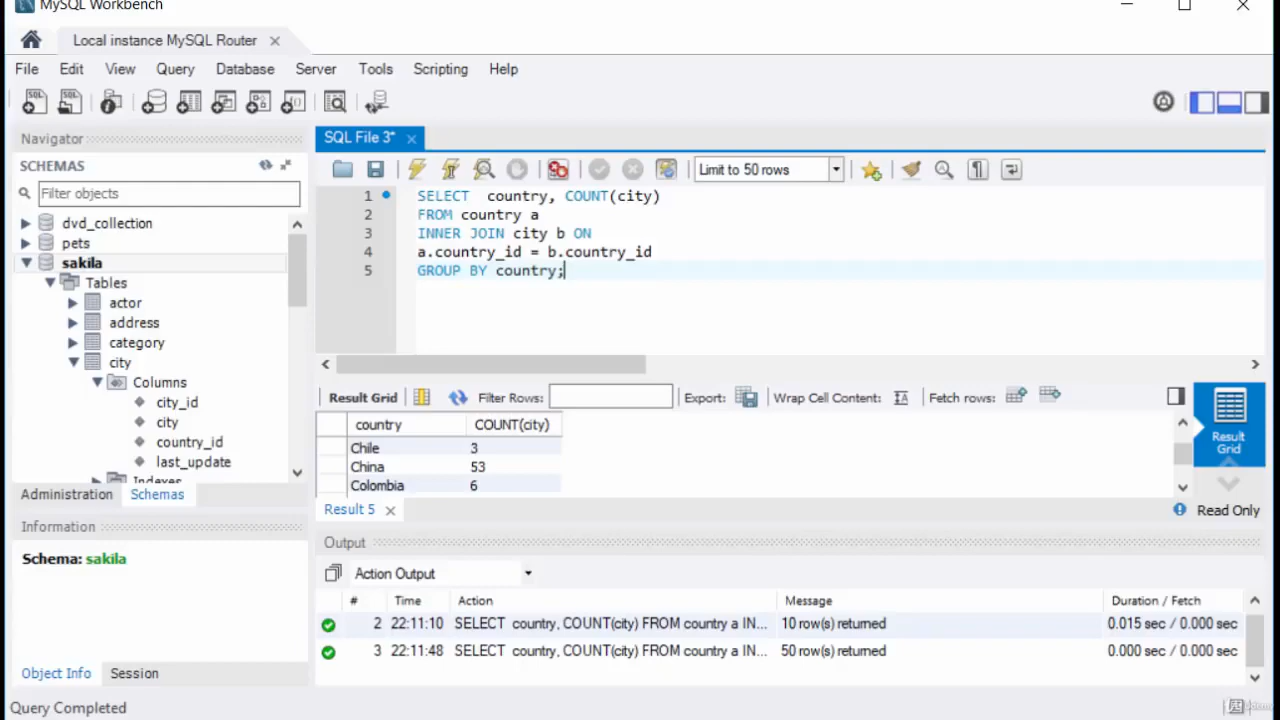 MySQL Workbench
Local instance MySQL Router
File Edit View Query Database Server Tools Scripting Help
Navigator
SQL File 3*
SCHEMAS
Limit to 50 rows
Filter objects
1 SELECT country, COUNT(city)
2 FROM country a
3 INNER JOIN city b ON
4 a.country_id = b.country_id
5 GROUP BY country;
dvd_collection
pets
sakila
Tables
actor
address
category
city
Columns
city_id
city
country_id
last_update
Indexes
Result Grid Filter Rows: Export: Wrap Cell Content: Fetch rows:
country COUNT(city)
Chile 3
China 53
Colombia 6
Result
Grid
Administration Schemas
Result 5
Read Only
Information
Output
Schema: sakila
Action Output
# Time Action Message Duration / Fetch
2 22:11:10 SELECT country, COUNT(city) FROM country a IN... 10 row(s) returned 0.015 sec / 0.000 sec
3 22:11:48 SELECT country, COUNT(city) FROM country a IN... 50 row(s) returned 0.000 sec / 0.000 sec
Object Info Session
Query Completed